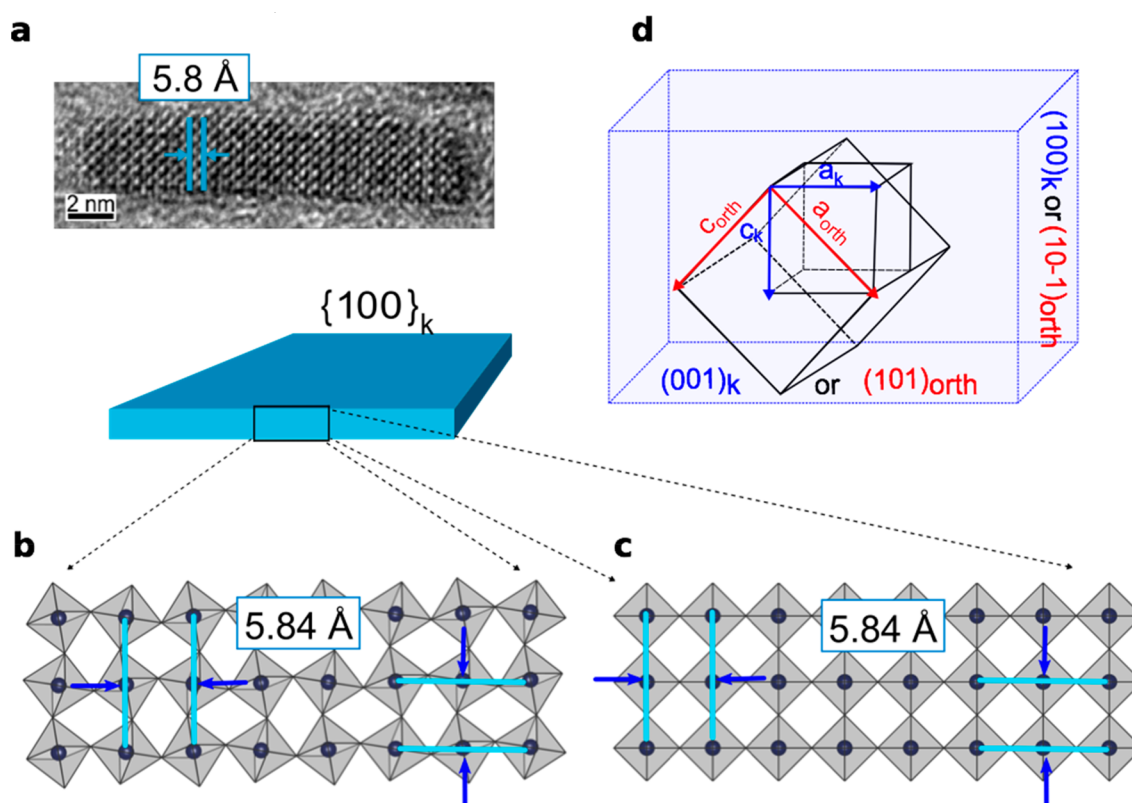 a
5.8 Å
2 nm
{100}k
d
ak
Corth
Ck
aorth
(100)k or (10-1)orth
(001)k or (101)orth
b
5.84 Å
c
5.84 Å